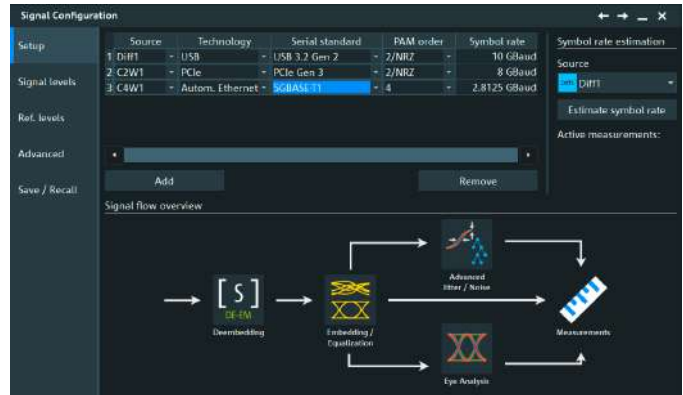 Signal Configuration
Setup
Signal levels
Ref. levels
Advanced
Save / Recall
Source Technology Serial standard PAM order Symbol rate
1 Diff1 USB USB 3.2 Gen 2 2/NRZ 10 GBaud
2 C2W1 PCIe PCIe Gen 3 2/NRZ 8 GBaud
3 C4W1 Autom. Ethernet 5GBASE-T1 4 2.8125 GBaud
Add Remove
Symbol rate estimation
Source
Diff1
Estimate symbol rate
Active measurements:
Signal flow overview
[S]
DE-EM
Deembedding
Embedding /
Equalization
Advanced
Jitter / Noise
Eye Analysis
Measurements